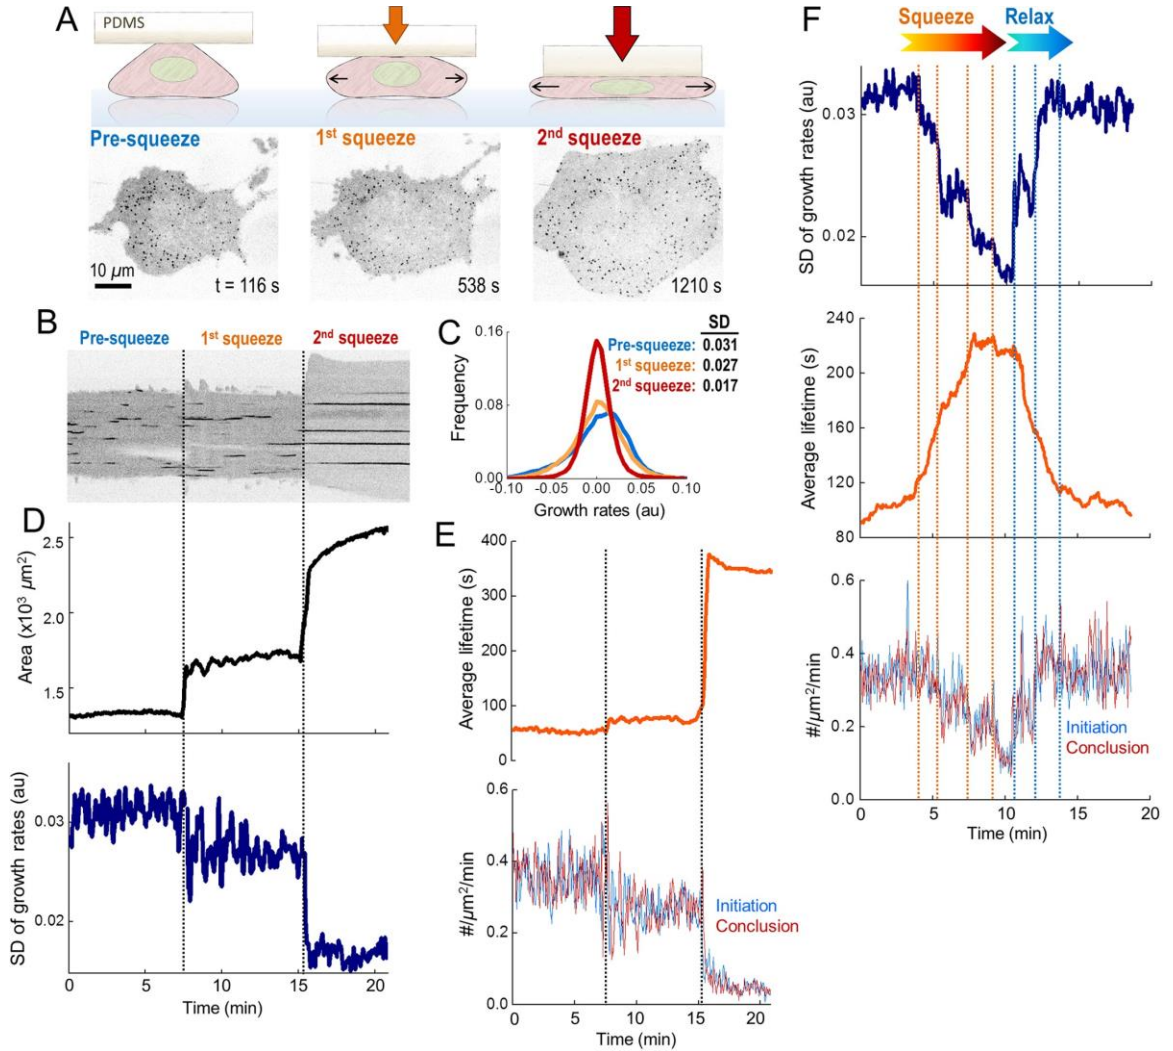 A
PDMS
Pre-squeeze
1st squeeze
2nd squeeze
10 μm
t = 116 s
538 s
1210 s
B
Pre-squeeze
1st squeeze
2nd squeeze
C
0.16
0.08
0.00
Frequency
-0.10
-0.05
0.00
0.05
0.10
Growth rates (au)
SD
Pre-squeeze: 0.031
1st squeeze: 0.027
2nd squeeze: 0.017
D
2.5
2.0
1.5
Area (x10³ μm²)
0.03
0.02
SD of growth rates (au)
0
5
10
15
20
Time (min)
E
400
300
200
100
0
Average lifetime (s)
0.6
0.4
0.2
0.0
#/μm²/min
Initiation
Conclusion
0
5
10
15
20
Time (min)
F
Squeeze
Relax
0.03
0.02
SD of growth rates (au)
240
200
160
120
80
Average lifetime (s)
0.6
0.4
0.2
0.0
#/μm²/min
Initiation
Conclusion
0
5
10
15
20
Time (min)